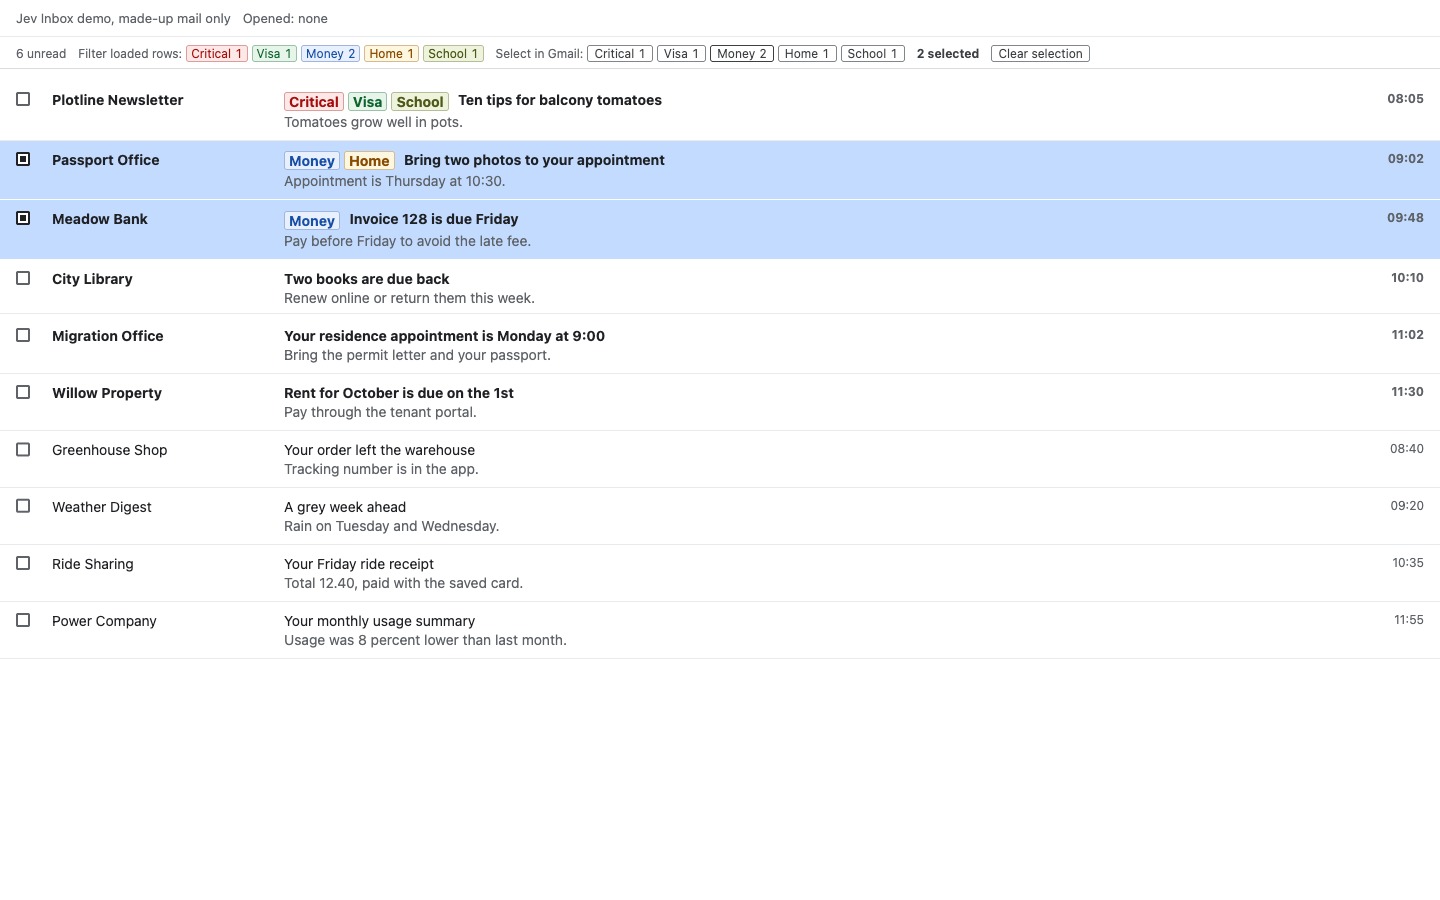 Jev Inbox demo, made-up mail only Opened: none
6 unread Filter loaded rows: Critical 1 Visa 1 Money 2 Home 1 School 1 Select in Gmail: Critical 1 Visa 1 Money 2 Home 1 School 1 2 selected Clear selection
Plotline Newsletter Critical Visa School Ten tips for balcony tomatoes 08:05
Tomatoes grow well in pots.
Passport Office Money Home Bring two photos to your appointment 09:02
Appointment is Thursday at 10:30.
Meadow Bank Money Invoice 128 is due Friday 09:48
Pay before Friday to avoid the late fee.
City Library Two books are due back 10:10
Renew online or return them this week.
Migration Office Your residence appointment is Monday at 9:00 11:02
Bring the permit letter and your passport.
Willow Property Rent for October is due on the 1st 11:30
Pay through the tenant portal.
Greenhouse Shop Your order left the warehouse 08:40
Tracking number is in the app.
Weather Digest A grey week ahead 09:20
Rain on Tuesday and Wednesday.
Ride Sharing Your Friday ride receipt 10:35
Total 12.40, paid with the saved card.
Power Company Your monthly usage summary 11:55
Usage was 8 percent lower than last month.